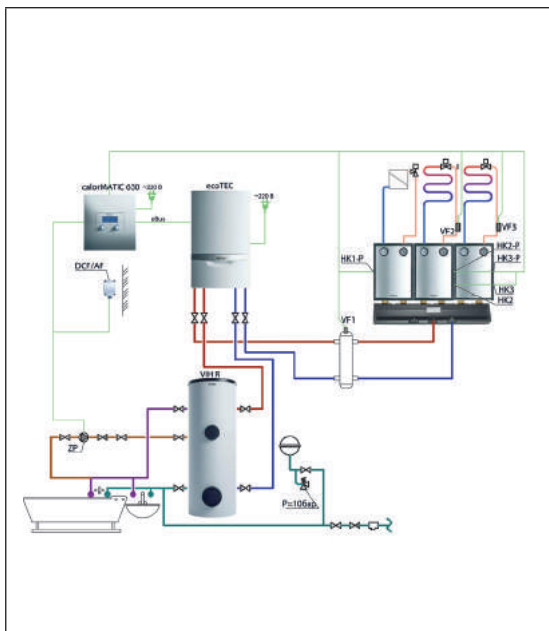 calorMATIC 630
~220 В
ecoTEC
~220 В
eBus
VF2
VF3
HK1-P
HK2-P
HK3-P
HK3
HK2
DCF/AF
VF1
VIH R
ZP
P=10бар.